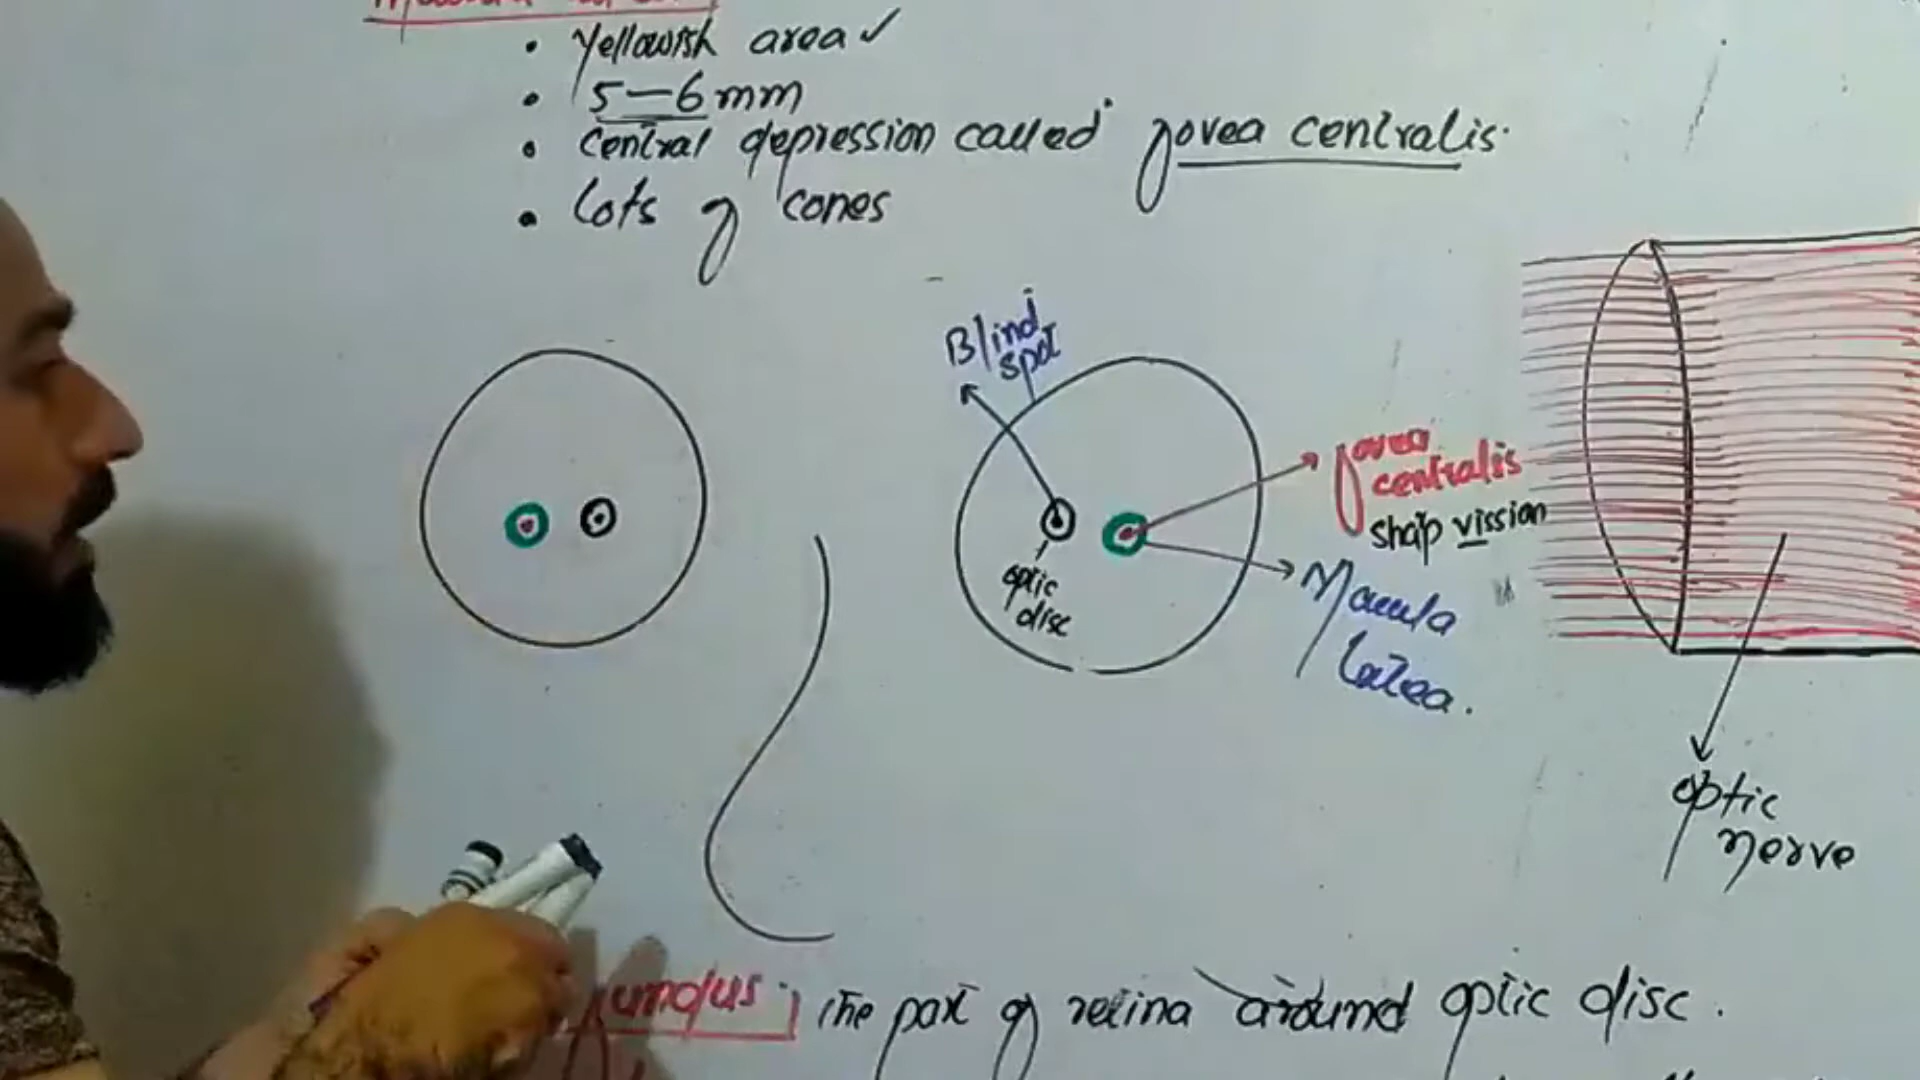 • Yellowish area ✓
• 5–6mm
• central depression called fovea centralis.
• Lots of cones
Blind
spot
fovea
centralis
shap vission
optic
disc
Macula
Lutea.
optic
nerve
fundus: The part of retina around optic disc.